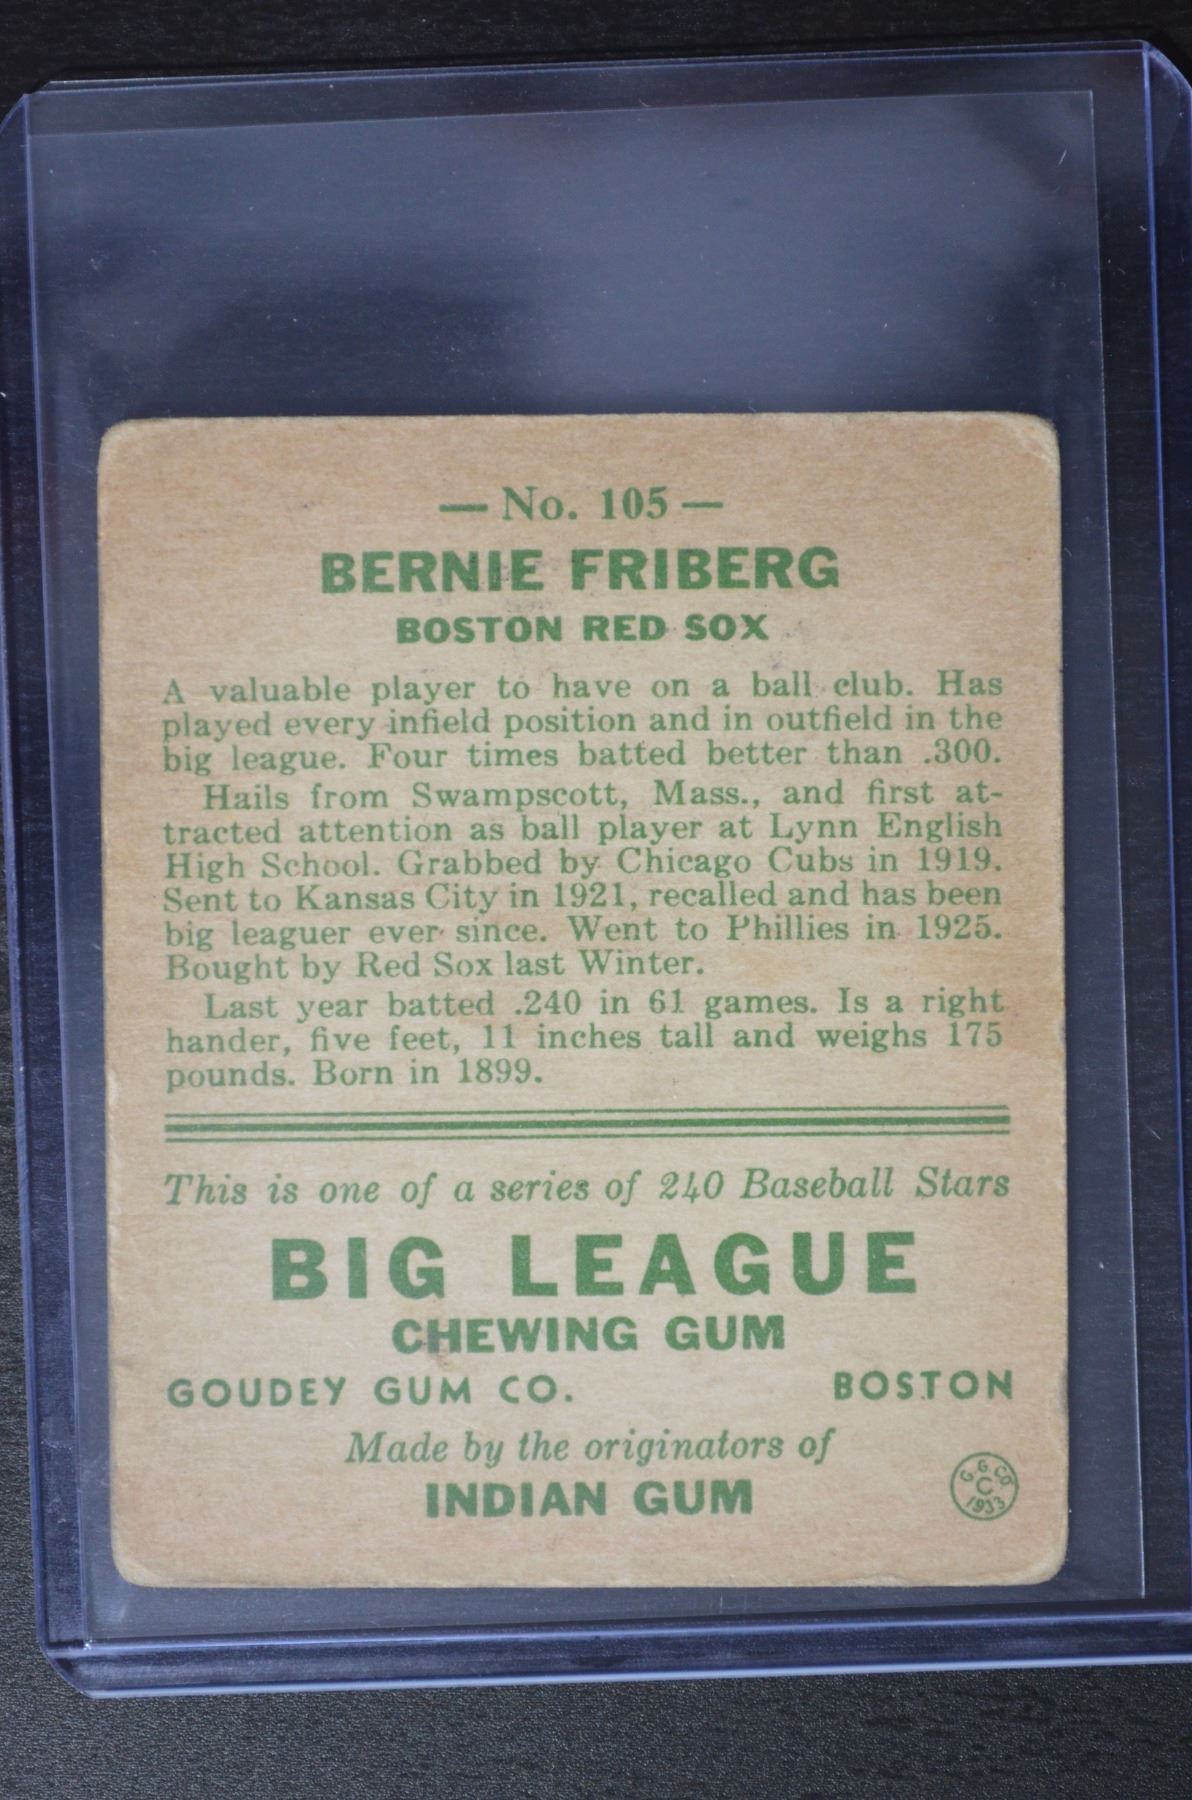 — No. 105 —
BERNIE FRIBERG
BOSTON RED SOX
A valuable player to have on a ball club. Has
played every infield position and in outfield in the
big league. Four times batted better than .300.
Hails from Swampscott, Mass., and first at-
tracted attention as ball player at Lynn English
High School. Grabbed by Chicago Cubs in 1919.
Sent to Kansas City in 1921, recalled and has been
big leaguer ever since. Went to Phillies in 1925.
Bought by Red Sox last Winter.
Last year batted .240 in 61 games. Is a right
hander, five feet, 11 inches tall and weighs 175
pounds. Born in 1899.
This is one of a series of 240 Baseball Stars
BIG LEAGUE
CHEWING GUM
GOUDEY GUM CO. BOSTON
Made by the originators of
INDIAN GUM
G. G. CO
C
1933